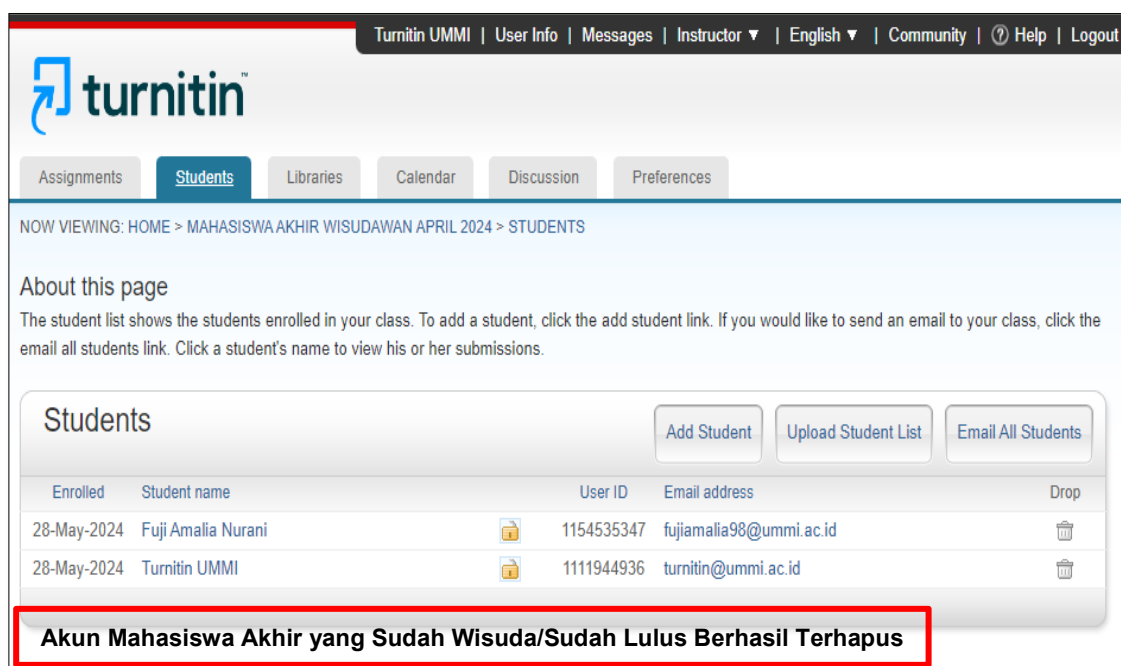 Turnitin UMMI | User Info | Messages | Instructor ▼ | English ▼ | Community | ? Help | Logout
turnitin™
Assignments Students Libraries Calendar Discussion Preferences
NOW VIEWING: HOME > MAHASISWA AKHIR WISUDAWAN APRIL 2024 > STUDENTS
About this page
The student list shows the students enrolled in your class. To add a student, click the add student link. If you would like to send an email to your class, click the
email all students link. Click a student's name to view his or her submissions.
Students Add Student Upload Student List Email All Students
Enrolled Student name User ID Email address Drop
28-May-2024 Fuji Amalia Nurani 1154535347 fujiamalia98@ummi.ac.id
28-May-2024 Turnitin UMMI 1111944936 turnitin@ummi.ac.id
Akun Mahasiswa Akhir yang Sudah Wisuda/Sudah Lulus Berhasil Terhapus